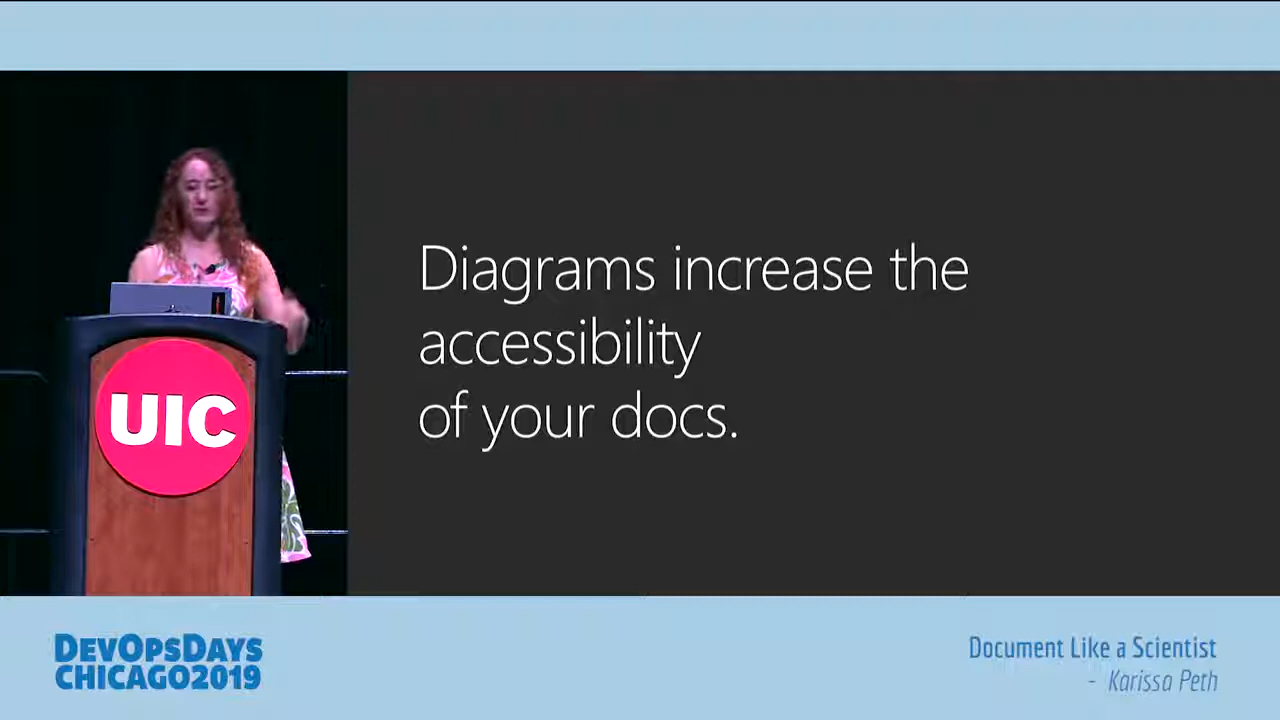 Diagrams increase the
accessibility
of your docs.
UIC
DEVOPSDAYS
CHICAGO2019
Document Like a Scientist
- Karissa Peth